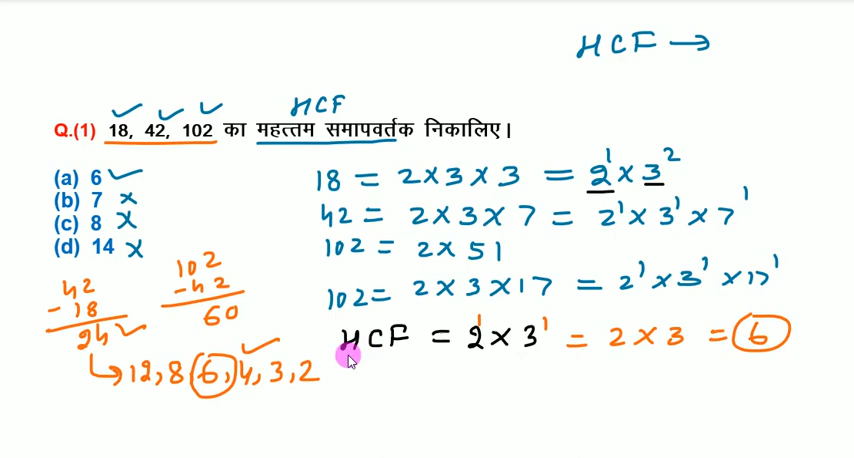 HCF →
HCF
Q.(1) 18, 42, 102 का महत्तम समापवर्तक निकालिए।
(a) 6 ✓
(b) 7 ×
(c) 8 ×
(d) 14 ×
18 = 2×3×3 = 2¹×3²
42 = 2×3×7 = 2¹×3¹×7¹
102 = 2×51
102 = 2×3×17 = 2¹×3¹×17¹
HCF = 2¹×3¹ = 2×3 = 6
42
-18
24 ✓
102
-42
60
↳ 12, 8, 6, 4, 3, 2